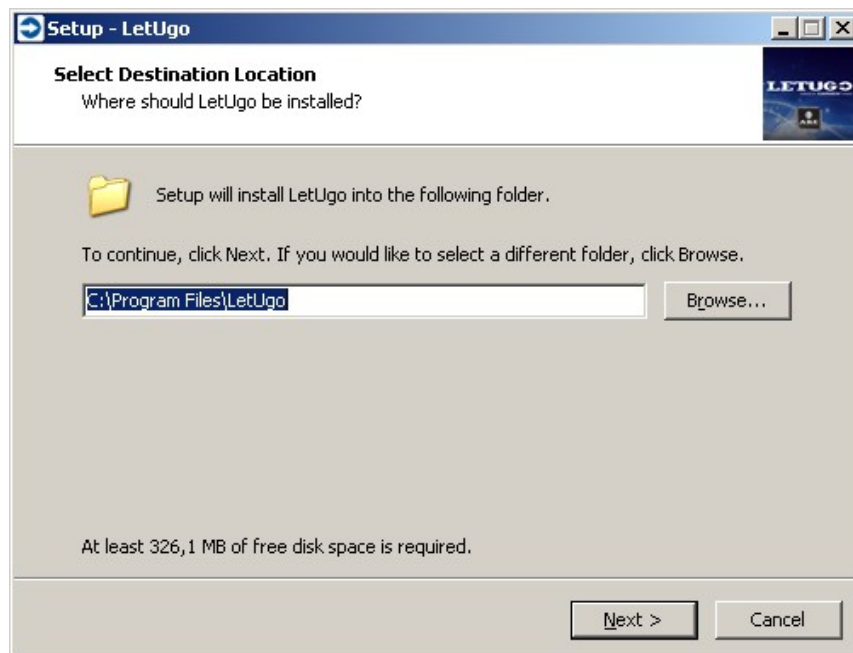 Setup - LetUgo
Select Destination Location
Where should LetUgo be installed?
LETUGO
Setup will install LetUgo into the following folder.
To continue, click Next. If you would like to select a different folder, click Browse.
C:\Program Files\LetUgo
Browse...
At least 326,1 MB of free disk space is required.
Next >
Cancel